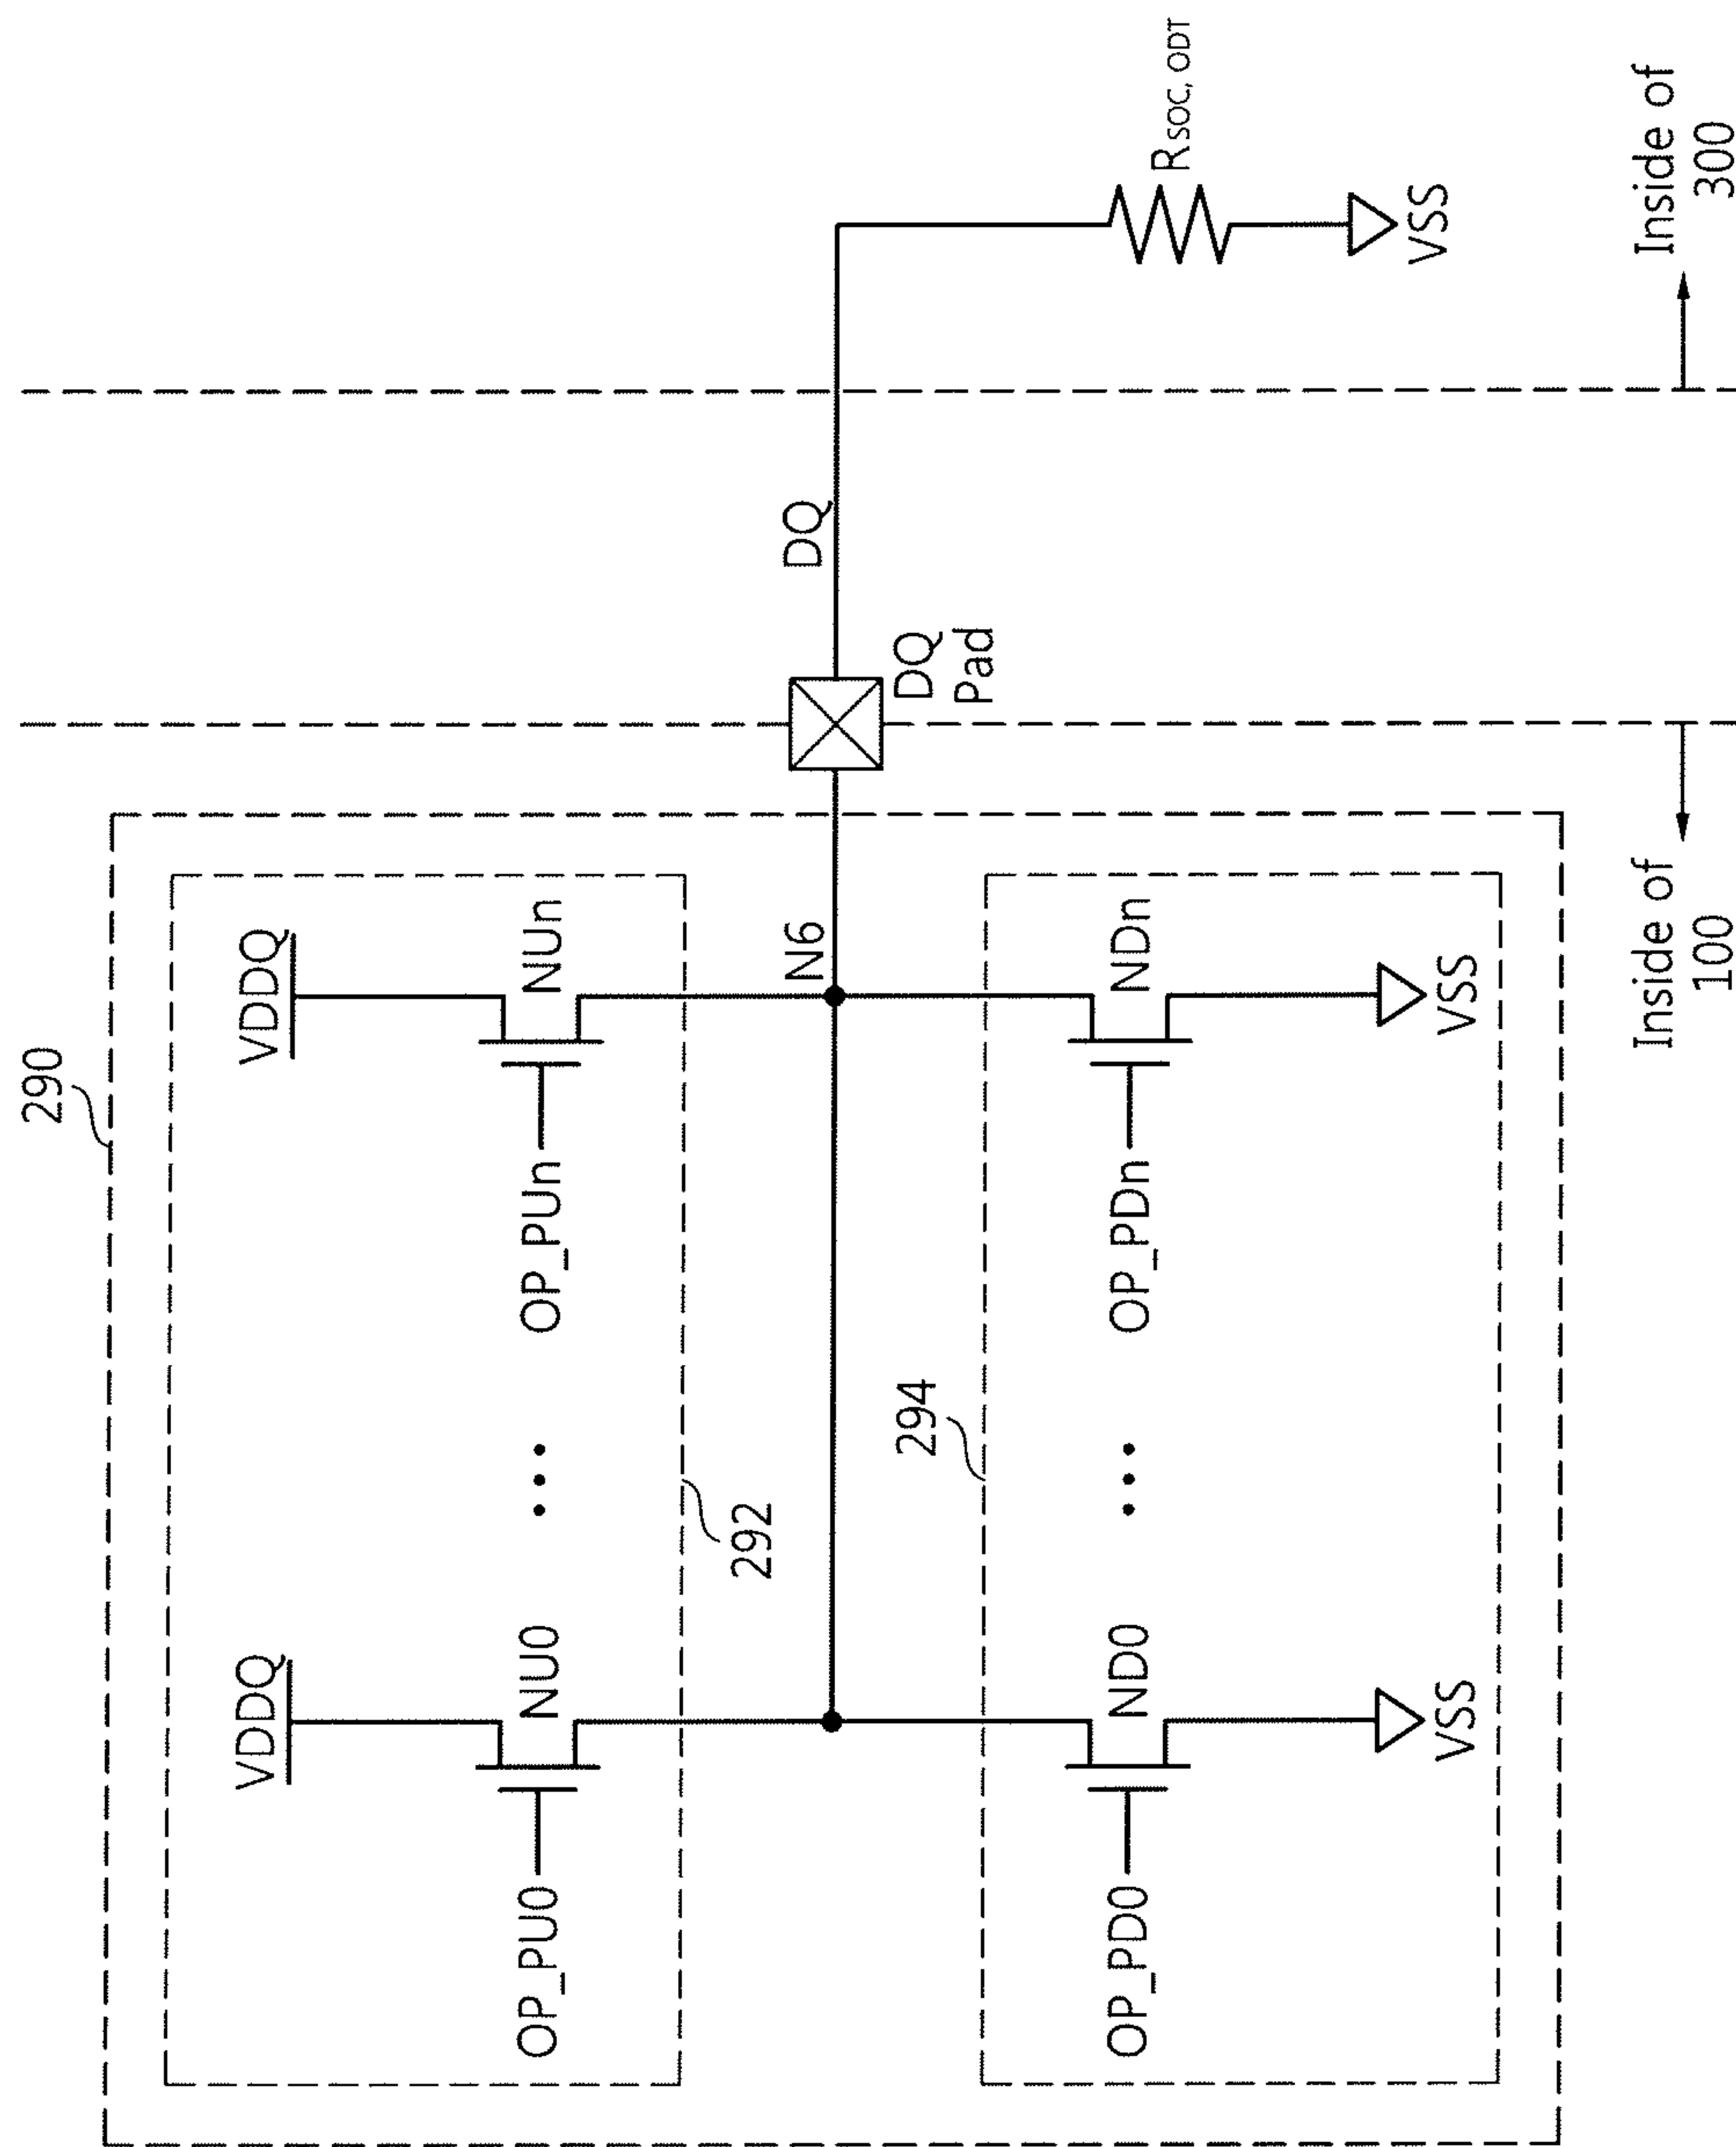 290
VDDQ
VDDQ
OP_PU0
NU0
OP_PUn
NUn
292
N6
DQ
DQ
Pad
294
OP_PD0
ND0
OP_PDn
NDn
VSS
VSS
RSOC, ODT
VSS
Inside of
100
Inside of
300